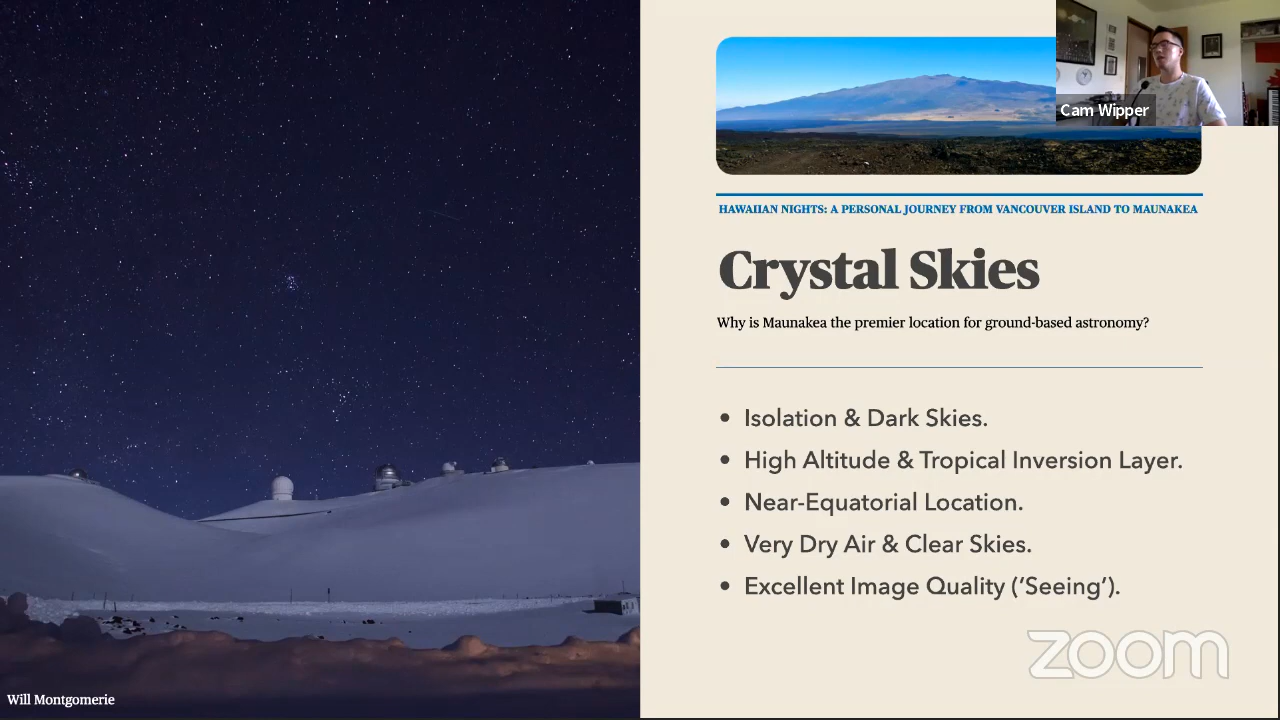 Cam Wipper
HAWAIIAN NIGHTS: A PERSONAL JOURNEY FROM VANCOUVER ISLAND TO MAUNAKEA
Crystal Skies
Why is Maunakea the premier location for ground-based astronomy?
• Isolation & Dark Skies.
• High Altitude & Tropical Inversion Layer.
• Near-Equatorial Location.
• Very Dry Air & Clear Skies.
• Excellent Image Quality (‘Seeing’).
zoom
Will Montgomerie